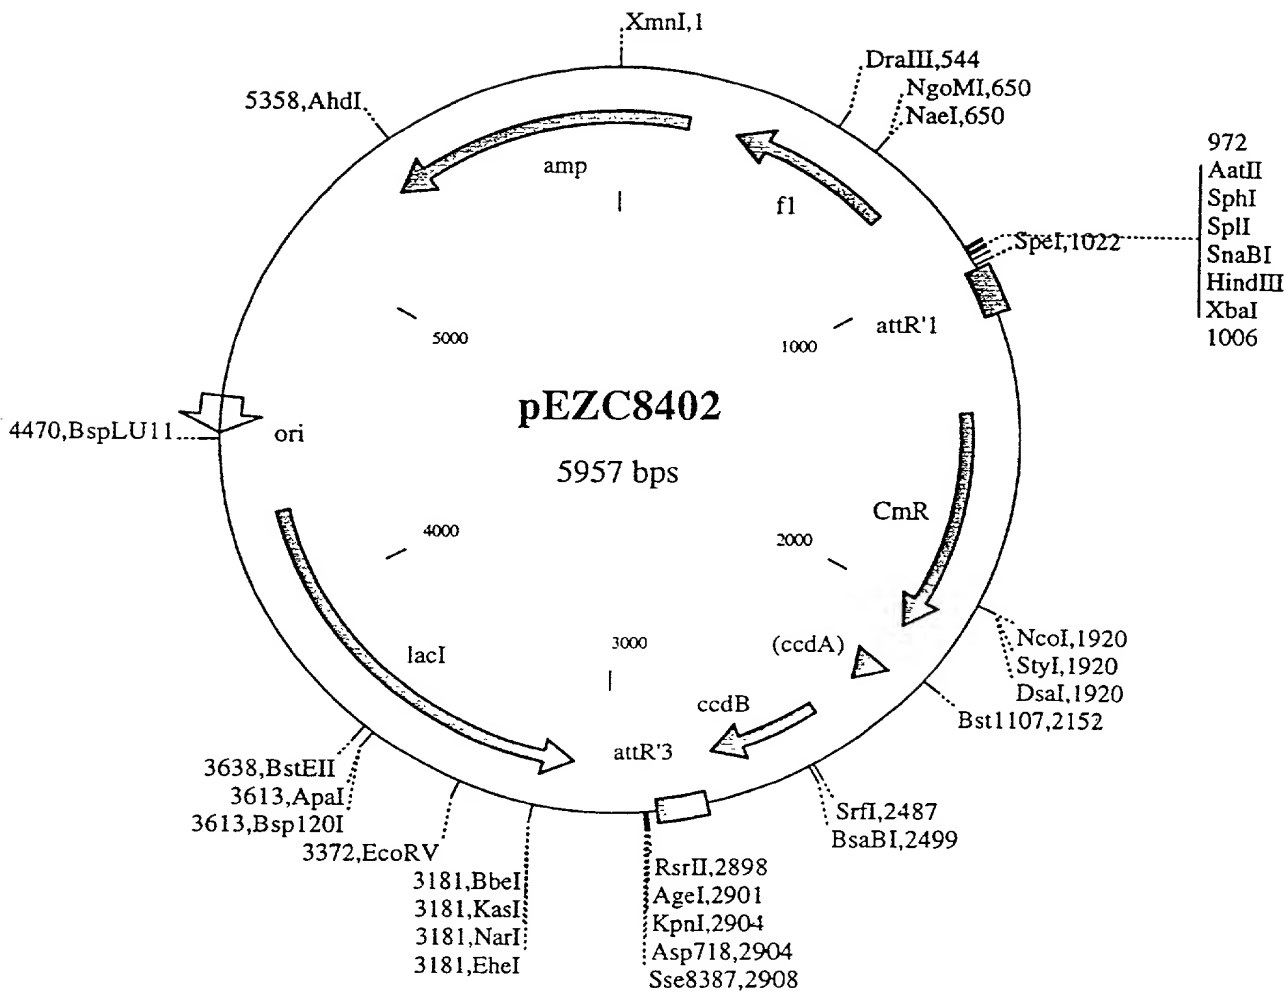 XmnI,1
DraIII,544
NgoMI,650
NaeI,650
5358,AhdI
972
AatII
SphI
SplI
SnaBI
HindIII
XbaI
1006
amp
f1
SpeI,1022
attR'1
5000
1000
pEZC8402
5957 bps
4470,BspLU11
ori
CmR
4000
2000
3000
(ccdA)
lacI
ccdB
attR'3
NcoI,1920
StyI,1920
DsaI,1920
Bst1107,2152
3638,BstEII
3613,ApaI
3613,Bsp120I
3372,EcoRV
3181,BbeI
3181,KasI
3181,NarI
3181,EheI
SrfI,2487
BsaBI,2499
RsrII,2898
AgeI,2901
KpnI,2904
Asp718,2904
Sse8387,2908